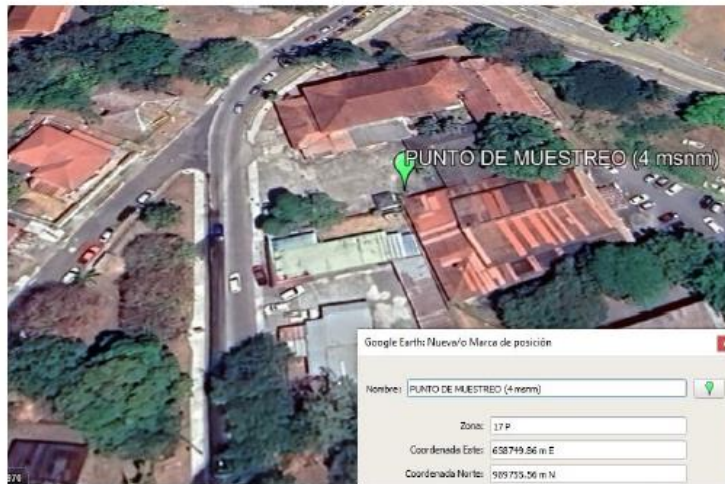 PUNTO DE MUESTREO (4 msnm)
Google Earth: Nueva/o Marca de posición
Nombre: PUNTO DE MUESTREO (4 msnm)
Zona: 17 P
Coordenada Este: 658749.86 m E
Coordenada Norte: 989755.56 m N